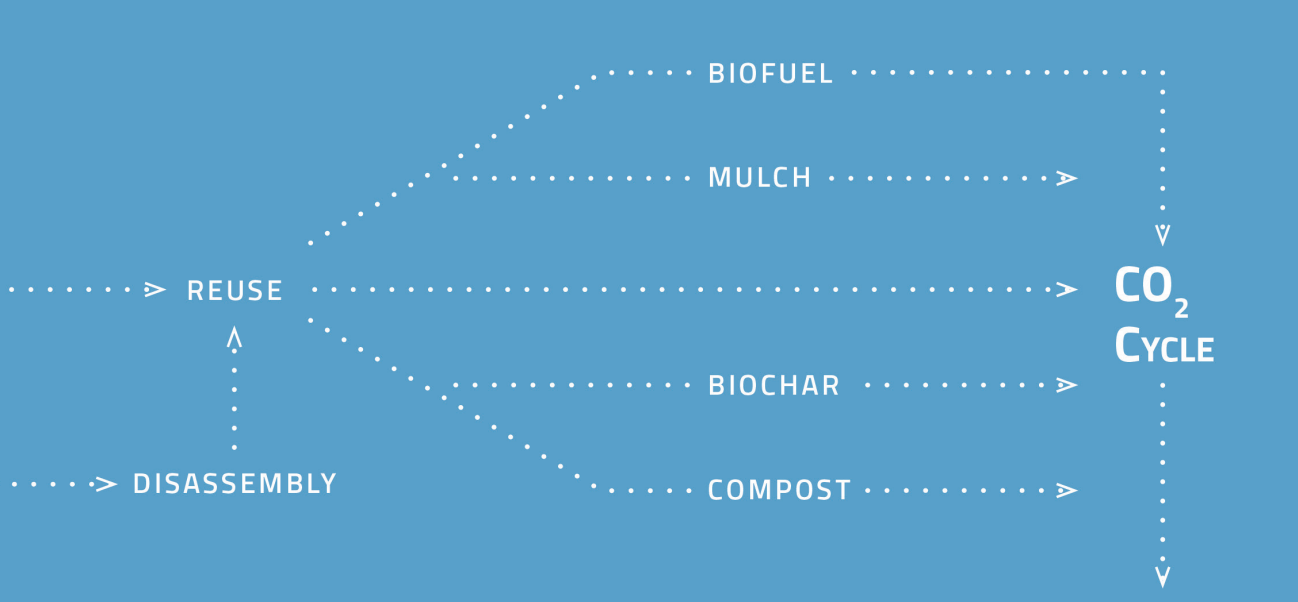 BIOFUEL
MULCH
REUSE
CO₂
CYCLE
BIOCHAR
DISASSEMBLY
COMPOST